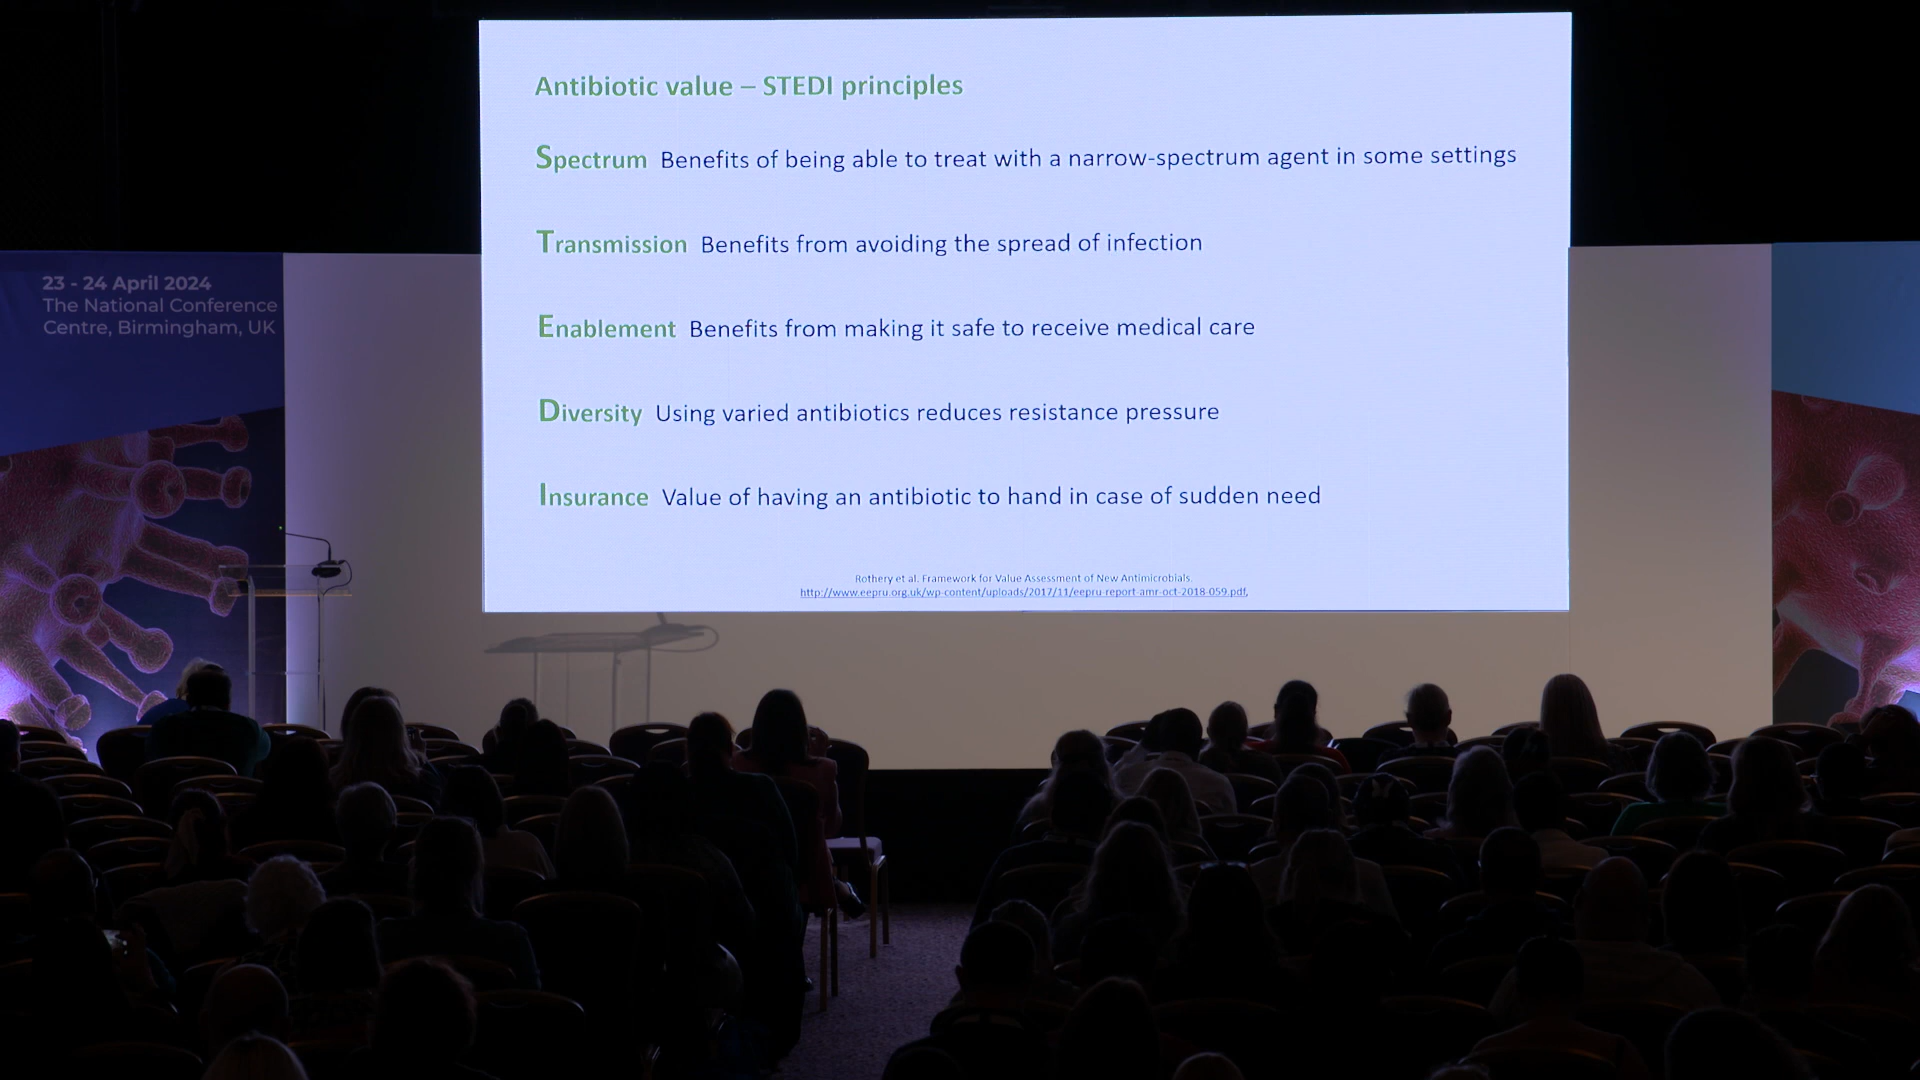 Antibiotic value – STEDI principles
Spectrum Benefits of being able to treat with a narrow-spectrum agent in some settings
Transmission Benefits from avoiding the spread of infection
Enablement Benefits from making it safe to receive medical care
Diversity Using varied antibiotics reduces resistance pressure
Insurance Value of having an antibiotic to hand in case of sudden need
Rothery et al. Framework for Value Assessment of New Antimicrobials.
http://www.eepru.org.uk/wp-content/uploads/2017/11/eepru-report-amr-oct-2018-059.pdf,
23 - 24 April 2024
The National Conference
Centre, Birmingham, UK